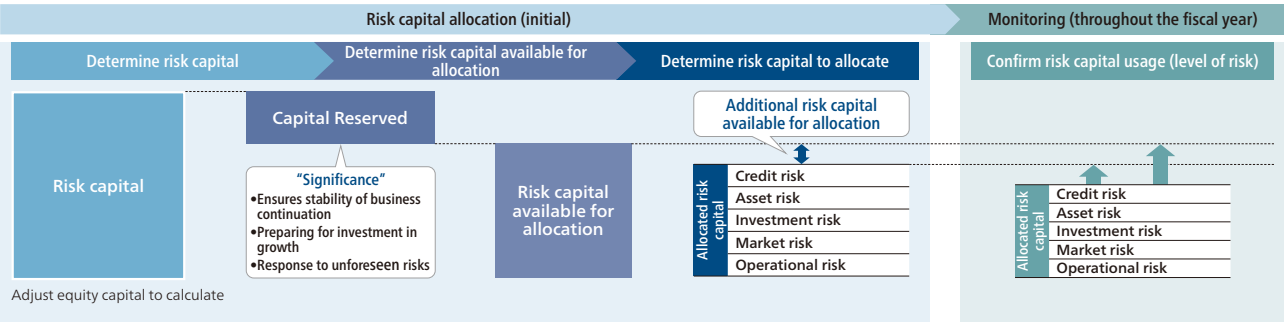 Risk capital allocation (initial)
Monitoring (throughout the fiscal year)
Determine risk capital
Determine risk capital available for
allocation
Determine risk capital to allocate
Confirm risk capital usage (level of risk)
Risk capital
Adjust equity capital to calculate
Capital Reserved
“Significance”
•Ensures stability of business
continuation
•Preparing for investment in
growth
•Response to unforeseen risks
Risk capital
available for
allocation
Additional risk capital
available for allocation
Allocated risk
capital
Credit risk
Asset risk
Investment risk
Market risk
Operational risk
Allocated risk
capital
Credit risk
Asset risk
Investment risk
Market risk
Operational risk